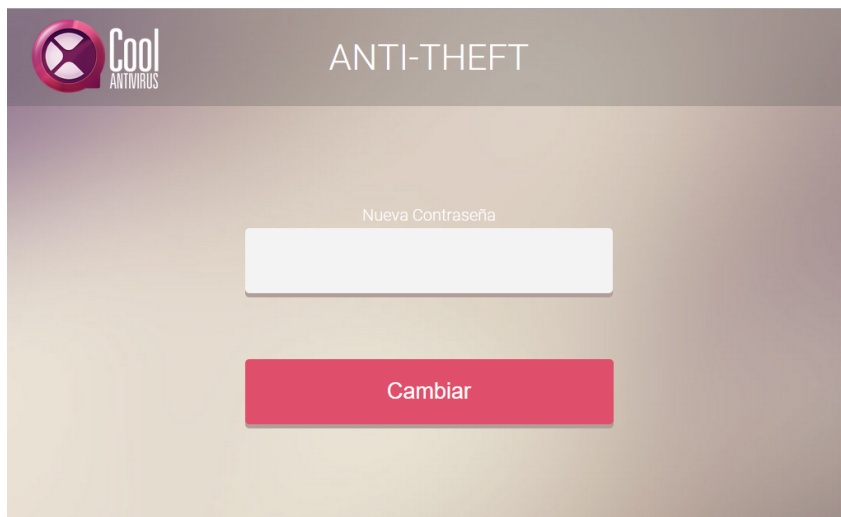 Cool
ANTIVIRUS
ANTI-THEFT
Nueva Contraseña
Cambiar